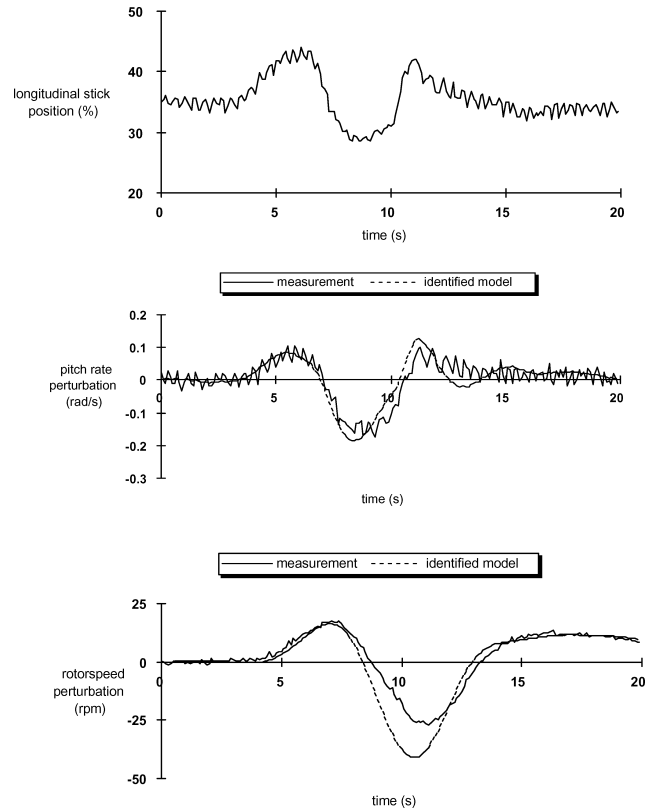 50
40
longitudinal stick
position (%)
30
20
0 5 10 15 20
time (s)
measurement identified model
0.2
0.1
pitch rate
perturbation
(rad/s)
0
0 5 10 15 20
-0.1
-0.2
-0.3
time (s)
measurement identified model
25
0
rotorspeed
perturbation
(rpm)
0 5 10 15 20
-25
-50
time (s)